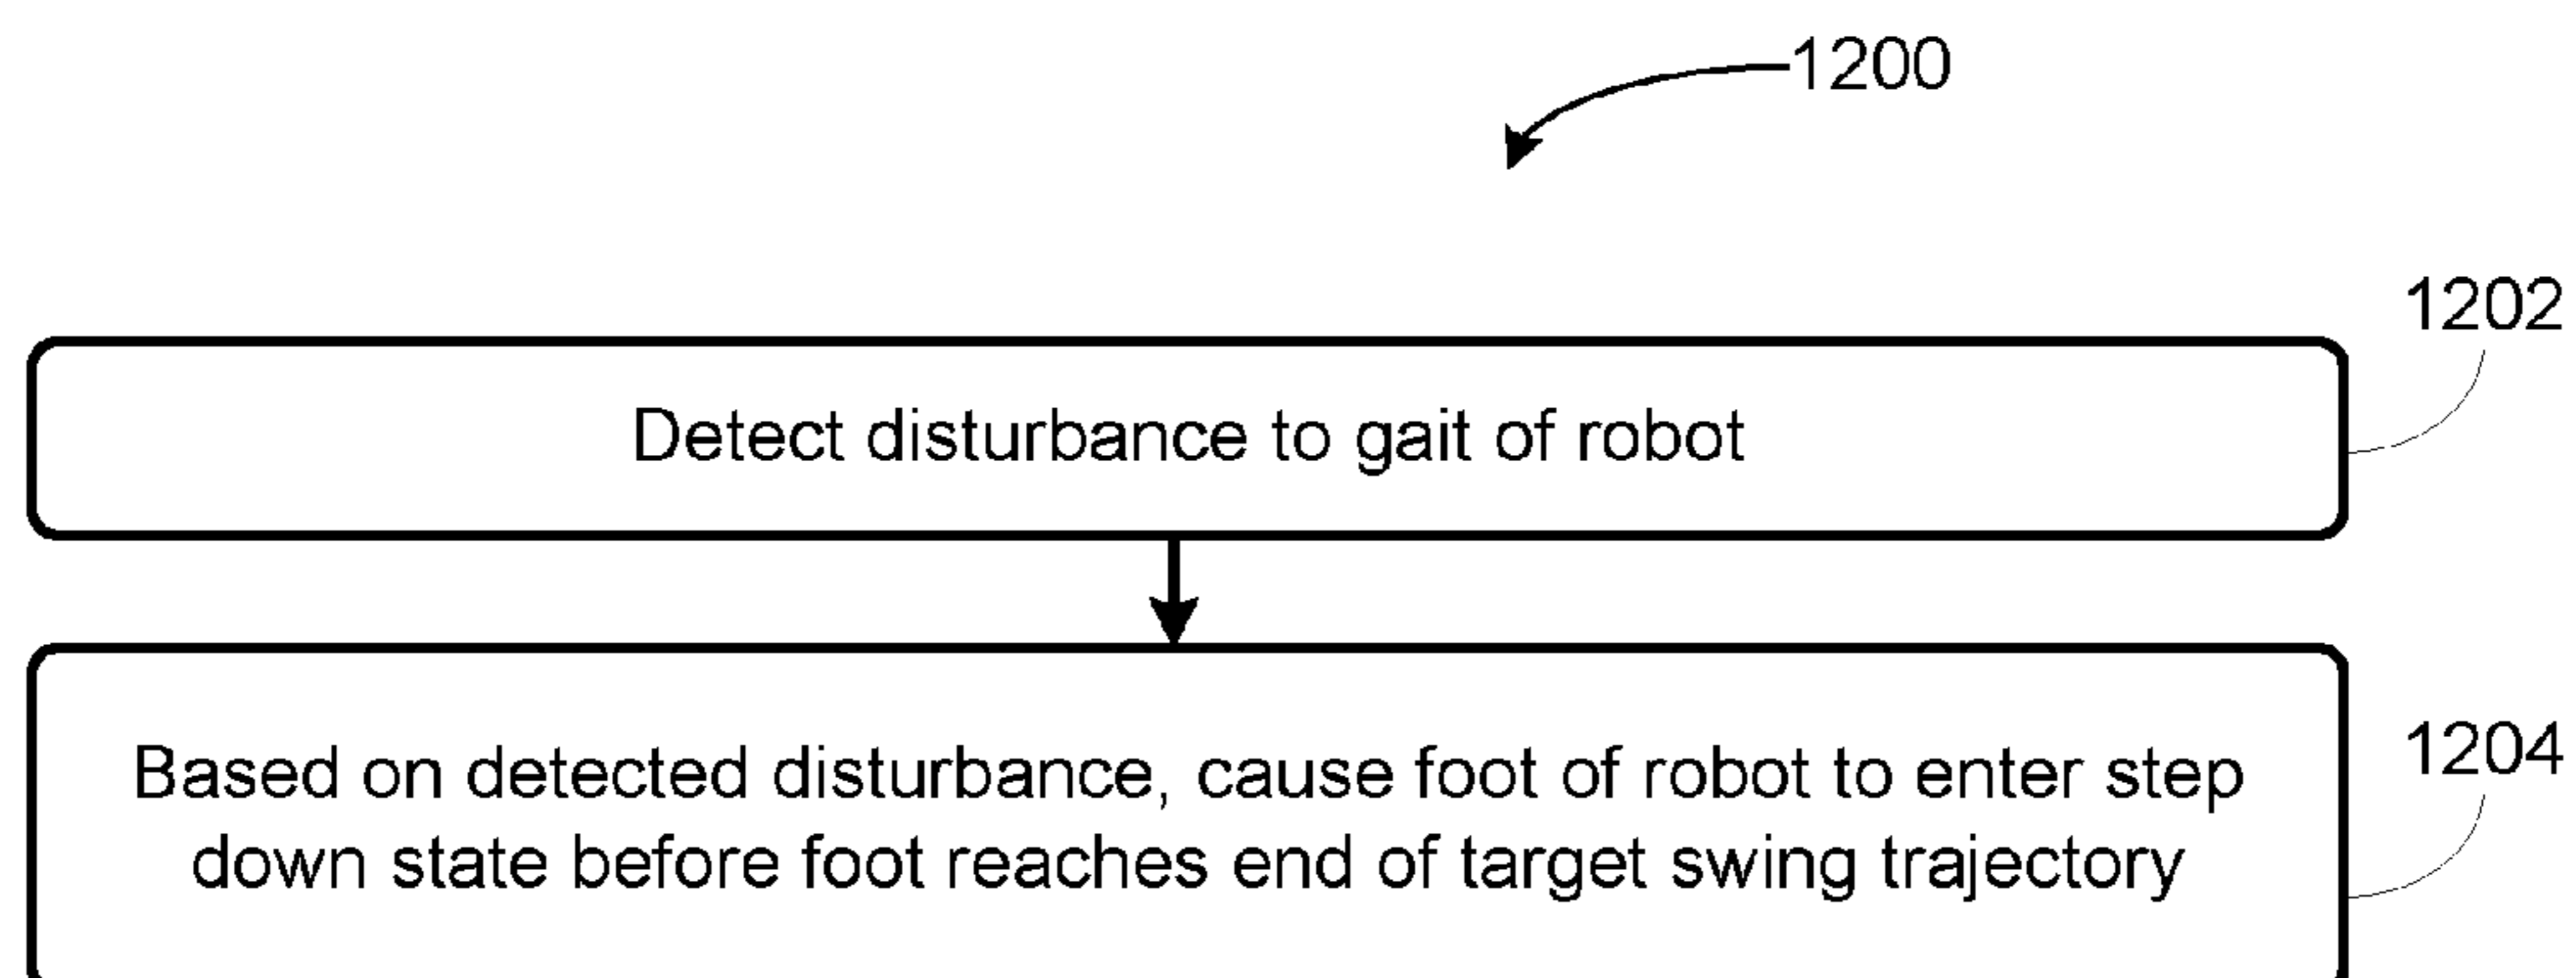 1200
1202
Detect disturbance to gait of robot
1204
Based on detected disturbance, cause foot of robot to enter step
down state before foot reaches end of target swing trajectory